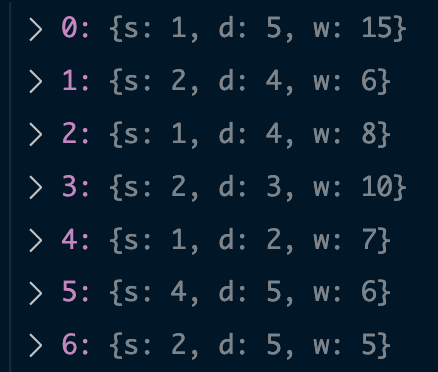 > 0: {s: 1, d: 5, w: 15}
> 1: {s: 2, d: 4, w: 6}
> 2: {s: 1, d: 4, w: 8}
> 3: {s: 2, d: 3, w: 10}
> 4: {s: 1, d: 2, w: 7}
> 5: {s: 4, d: 5, w: 6}
> 6: {s: 2, d: 5, w: 5}